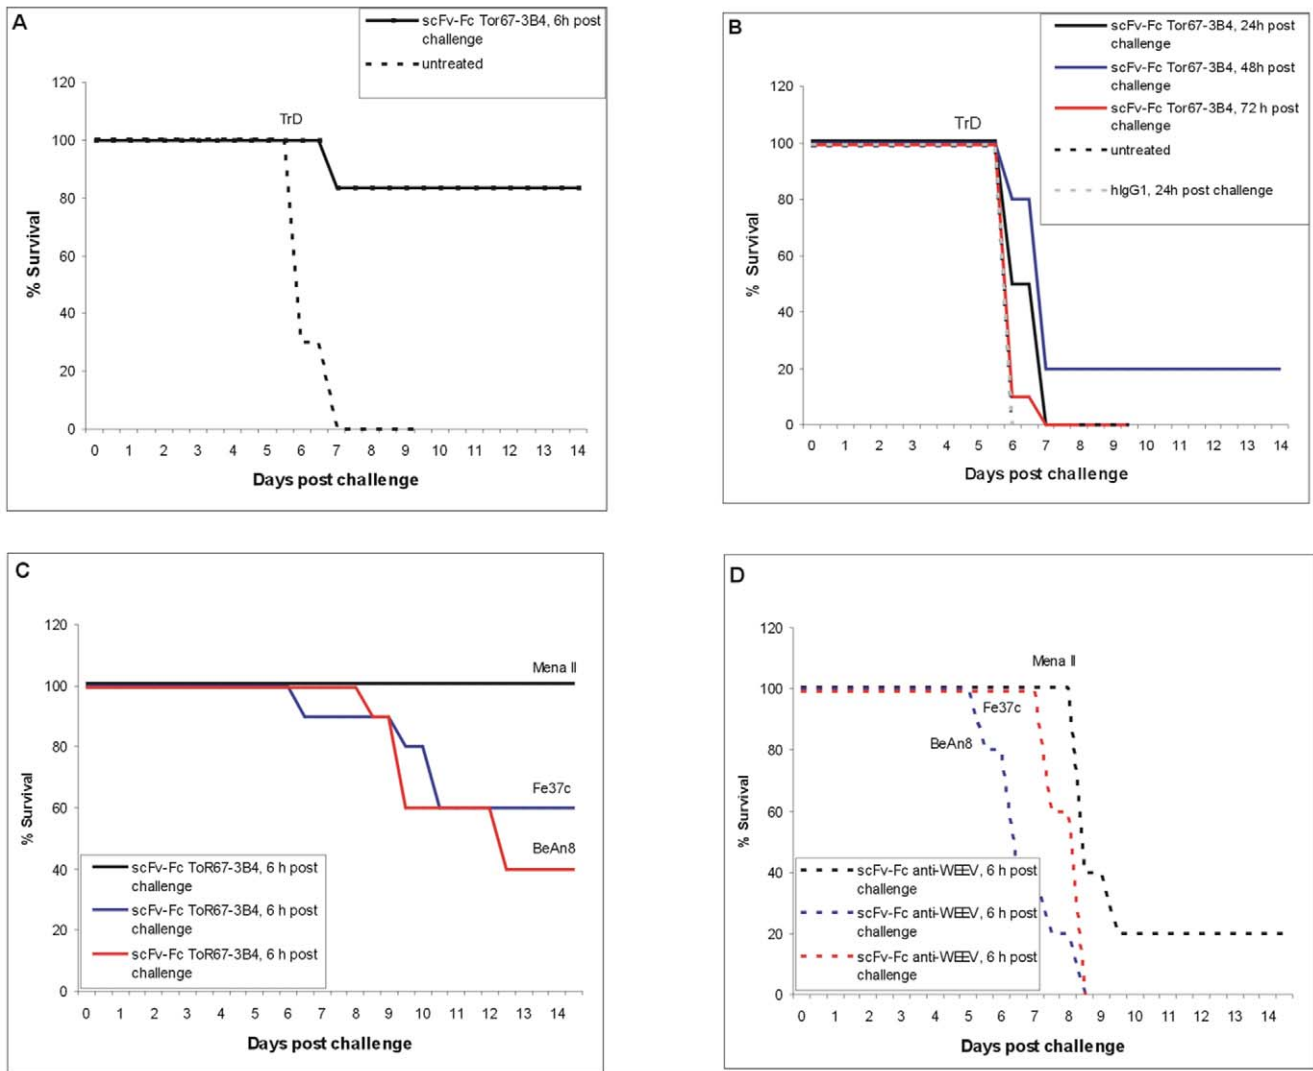 A
scFv-Fc Tor67-3B4, 6h post
challenge
untreated
120
100
80
60
40
20
0
TrD
% Survival
0 1 2 3 4 5 6 7 8 9 10 11 12 13 14
Days post challenge
B
scFv-Fc Tor67-3B4, 24h post
challenge
scFv-Fc Tor67-3B4, 48h post
challenge
scFv-Fc Tor67-3B4, 72 h post
challenge
untreated
hIgG1, 24h post challenge
120
100
80
60
40
20
0
TrD
% Survival
0 1 2 3 4 5 6 7 8 9 10 11 12 13 14
Days post challenge
C
120
100
80
60
40
20
0
% Survival
Mena II
Fe37c
BeAn8
scFv-Fc ToR67-3B4, 6 h post
challenge
scFv-Fc ToR67-3B4, 6 h post
challenge
scFv-Fc ToR67-3B4, 6 h post
challenge
0 1 2 3 4 5 6 7 8 9 10 11 12 13 14
Days post challenge
D
120
100
80
60
40
20
0
% Survival
Mena II
Fe37c
BeAn8
scFv-Fc anti-WEEV, 6 h post
challenge
scFv-Fc anti-WEEV, 6 h post
challenge
scFv-Fc anti-WEEV, 6 h post
challenge
0 1 2 3 4 5 6 7 8 9 10 11 12 13 14
Days post challenge